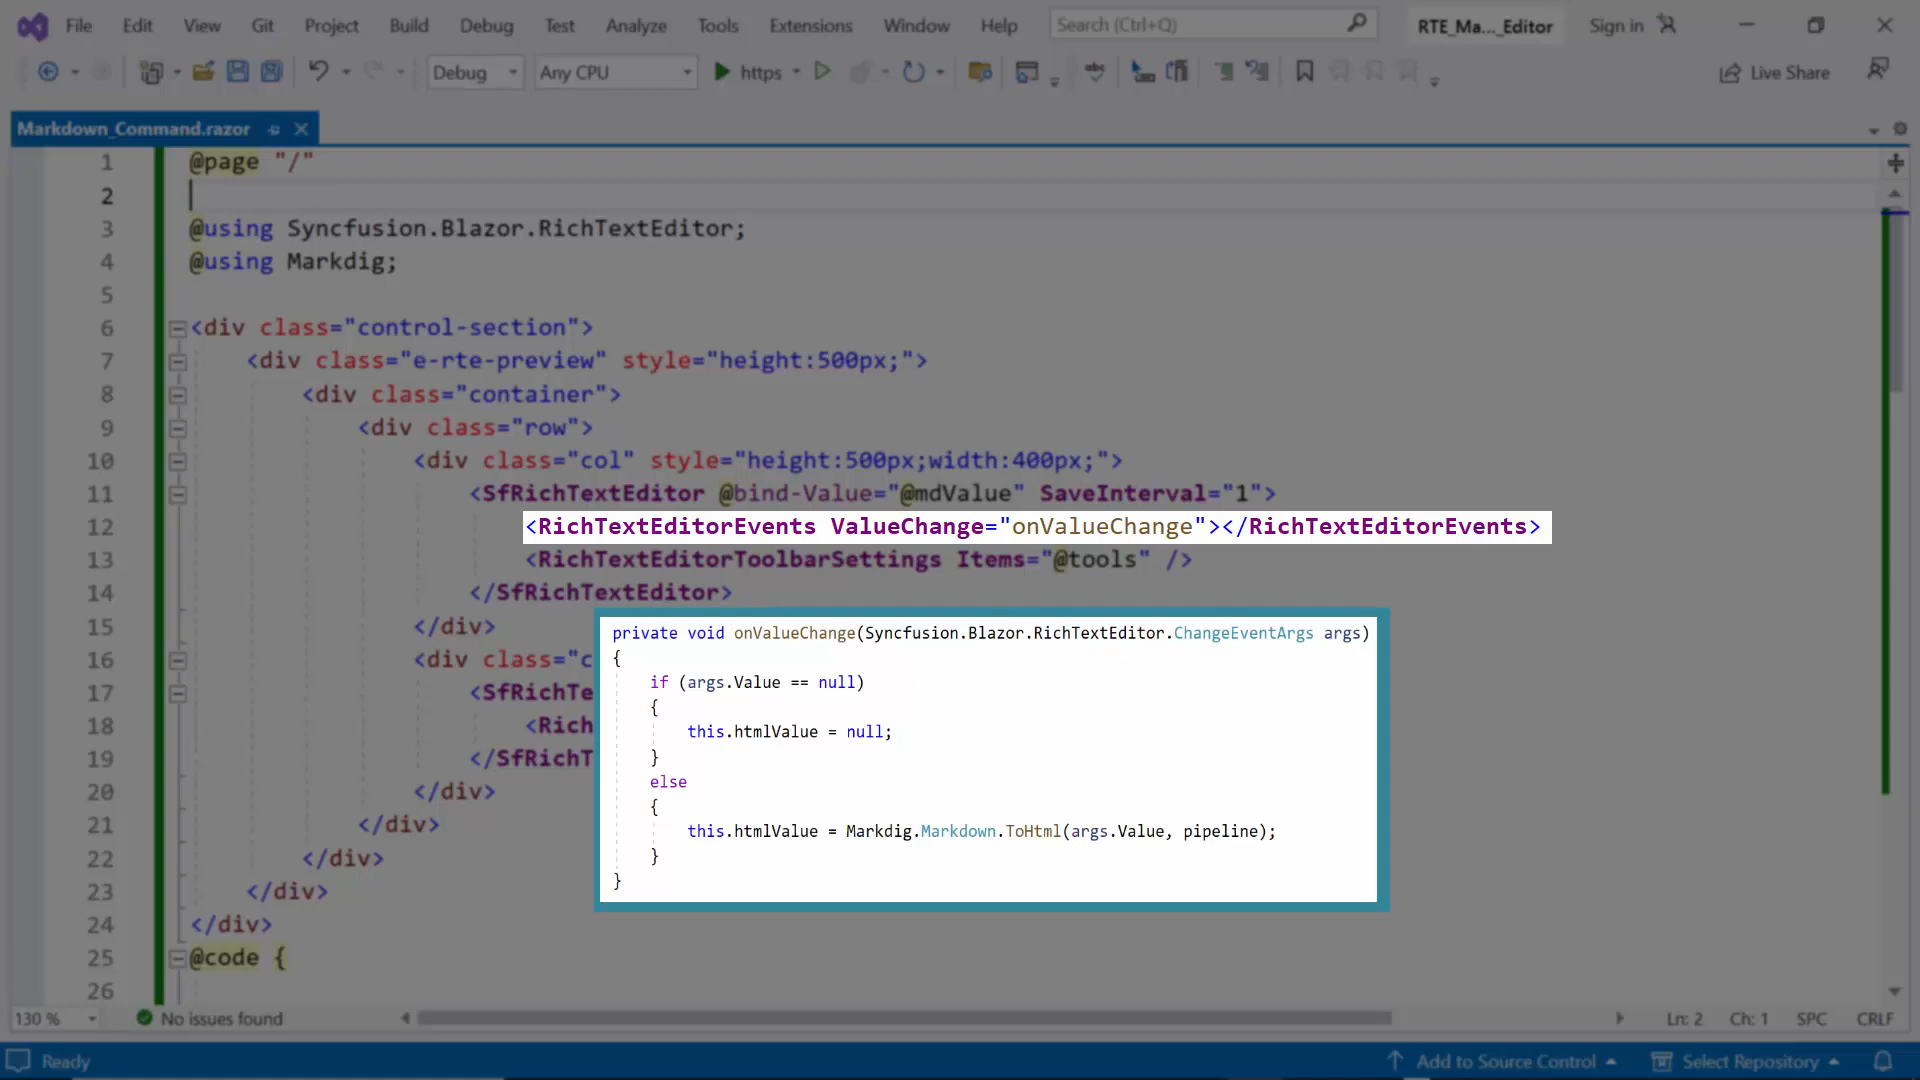 File Edit View Git Project Build Debug Test Analyze Tools Extensions Window Help Search (Ctrl+Q) RTE_Ma..._Editor Sign in
Debug Any CPU https Live Share
Markdown_Command.razor
1 @page "/"
2
3 @using Syncfusion.Blazor.RichTextEditor;
4 @using Markdig;
5
6 <div class="control-section">
7 <div class="e-rte-preview" style="height:500px;">
8 <div class="container">
9 <div class="row">
10 <div class="col" style="height:500px;width:400px;">
11 <SfRichTextEditor @bind-Value="@mdValue" SaveInterval="1">
12 <RichTextEditorEvents ValueChange="onValueChange"></RichTextEditorEvents>
13 <RichTextEditorToolbarSettings Items="@tools" />
14 </SfRichTextEditor>
15 </div>
16 <div class="c
17 <SfRichTe
18 <Rich
19 </SfRichT
20 </div>
21 </div>
22 </div>
23 </div>
24 </div>
25 @code {
26
private void onValueChange(Syncfusion.Blazor.RichTextEditor.ChangeEventArgs args)
{
if (args.Value == null)
{
this.htmlValue = null;
}
else
{
this.htmlValue = Markdig.Markdown.ToHtml(args.Value, pipeline);
}
}
130 % No issues found Ln: 2 Ch: 1 SPC CRLF
Ready Add to Source Control Select Repository